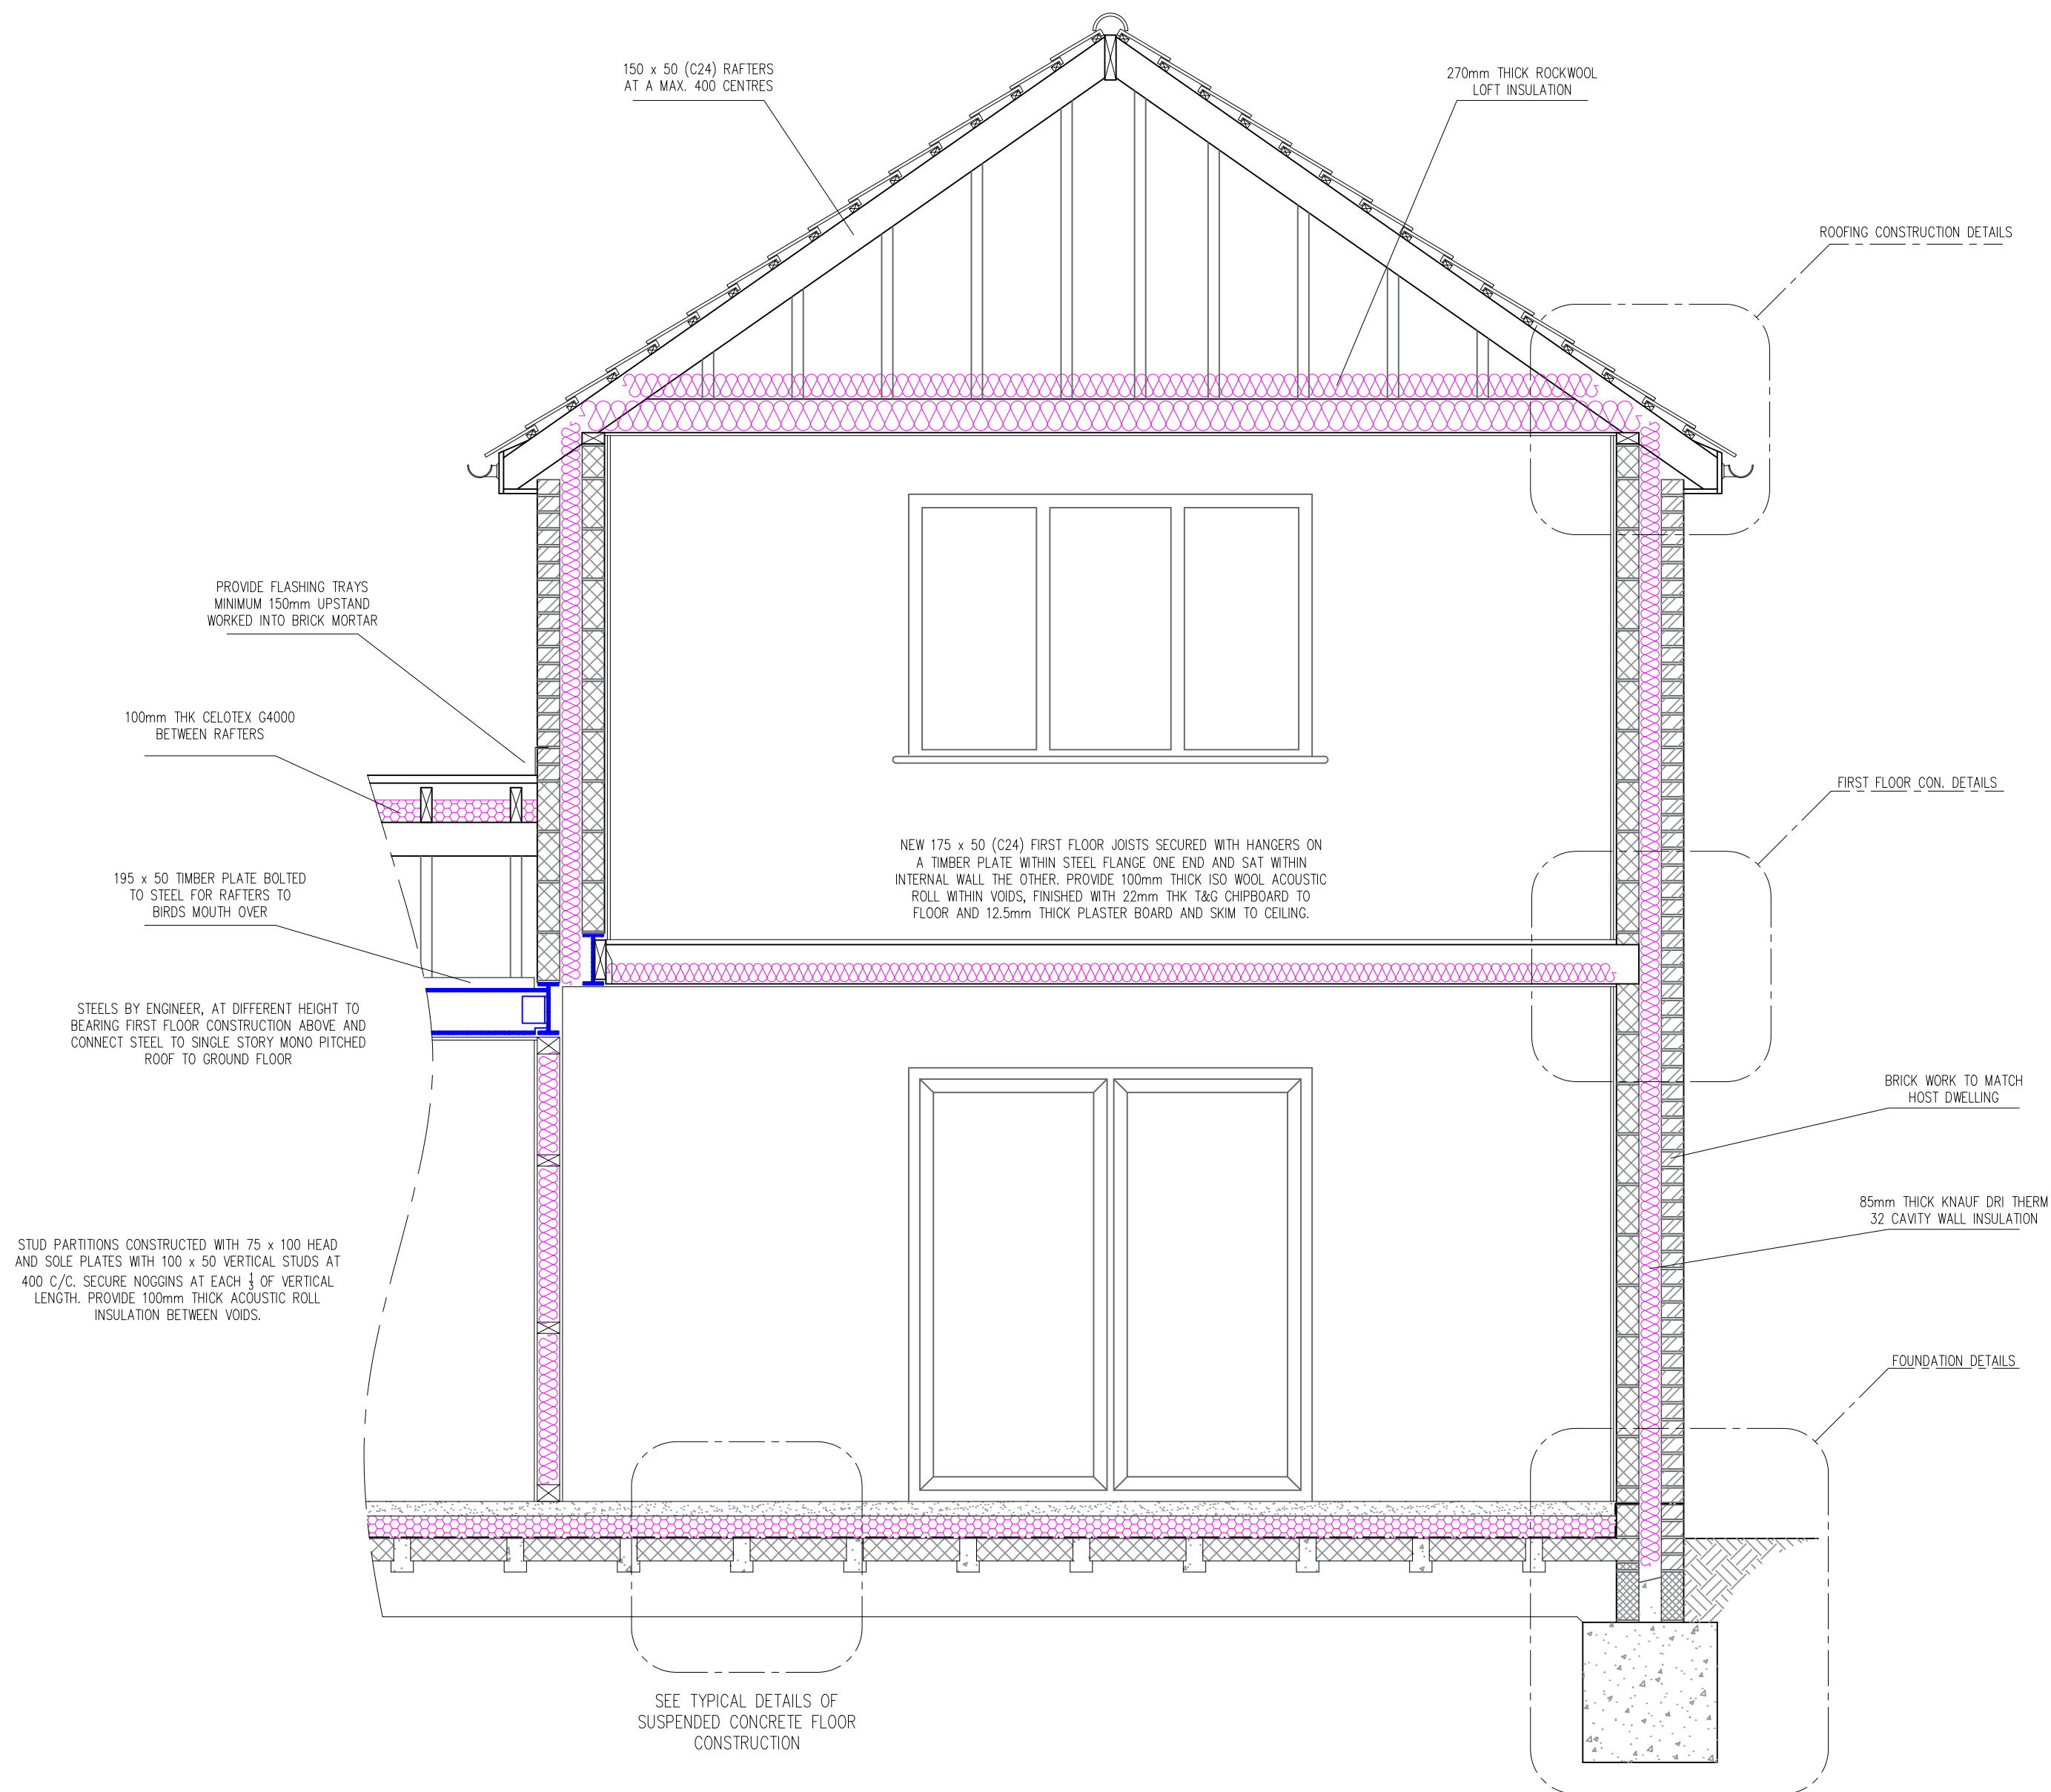 150 x 50 (C24) RAFTERS
AT A MAX. 400 CENTRES
270mm THICK ROCKWOOL
LOFT INSULATION
ROOFING CONSTRUCTION DETAILS
PROVIDE FLASHING TRAYS
MINIMUM 150mm UPSTAND
WORKED INTO BRICK MORTAR
100mm THK CELOTEX G4000
BETWEEN RAFTERS
FIRST FLOOR CON. DETAILS
NEW 175 x 50 (C24) FIRST FLOOR JOISTS SECURED WITH HANGERS ON
A TIMBER PLATE WITHIN STEEL FLANGE ONE END AND SAT WITHIN
INTERNAL WALL THE OTHER. PROVIDE 100mm THICK ISO WOOL ACOUSTIC
ROLL WITHIN VOIDS, FINISHED WITH 22mm THK T&G CHIPBOARD TO
FLOOR AND 12.5mm THICK PLASTER BOARD AND SKIM TO CEILING.
195 x 50 TIMBER PLATE BOLTED
TO STEEL FOR RAFTERS TO
BIRDS MOUTH OVER
STEELS BY ENGINEER, AT DIFFERENT HEIGHT TO
BEARING FIRST FLOOR CONSTRUCTION ABOVE AND
CONNECT STEEL TO SINGLE STORY MONO PITCHED
ROOF TO GROUND FLOOR
BRICK WORK TO MATCH
HOST DWELLING
85mm THICK KNAUF DRI THERM
32 CAVITY WALL INSULATION
STUD PARTITIONS CONSTRUCTED WITH 75 x 100 HEAD
AND SOLE PLATES WITH 100 x 50 VERTICAL STUDS AT
400 C/C. SECURE NOGGINS AT EACH ⅓ OF VERTICAL
LENGTH. PROVIDE 100mm THICK ACOUSTIC ROLL
INSULATION BETWEEN VOIDS.
FOUNDATION DETAILS
SEE TYPICAL DETAILS OF
SUSPENDED CONCRETE FLOOR
CONSTRUCTION